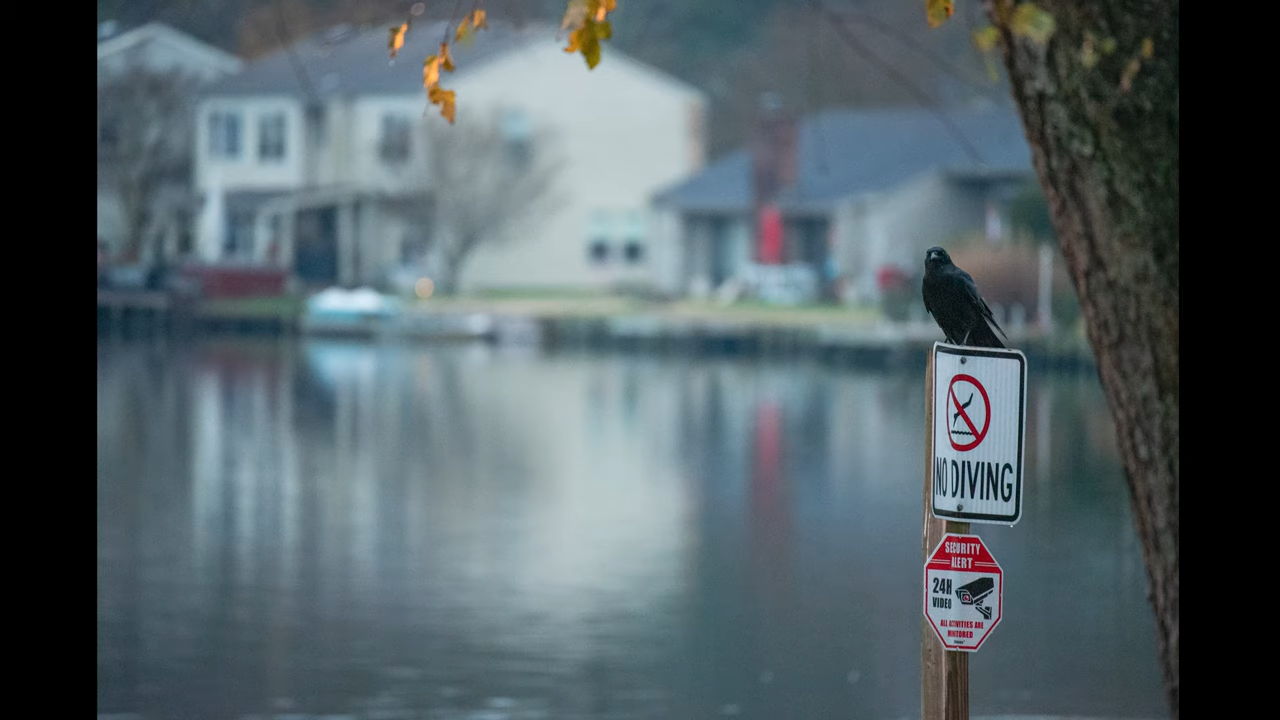 NO DIVING
SECURITY
ALERT
24H
VIDEO
ALL ACTIVITIES ARE
MONITORED